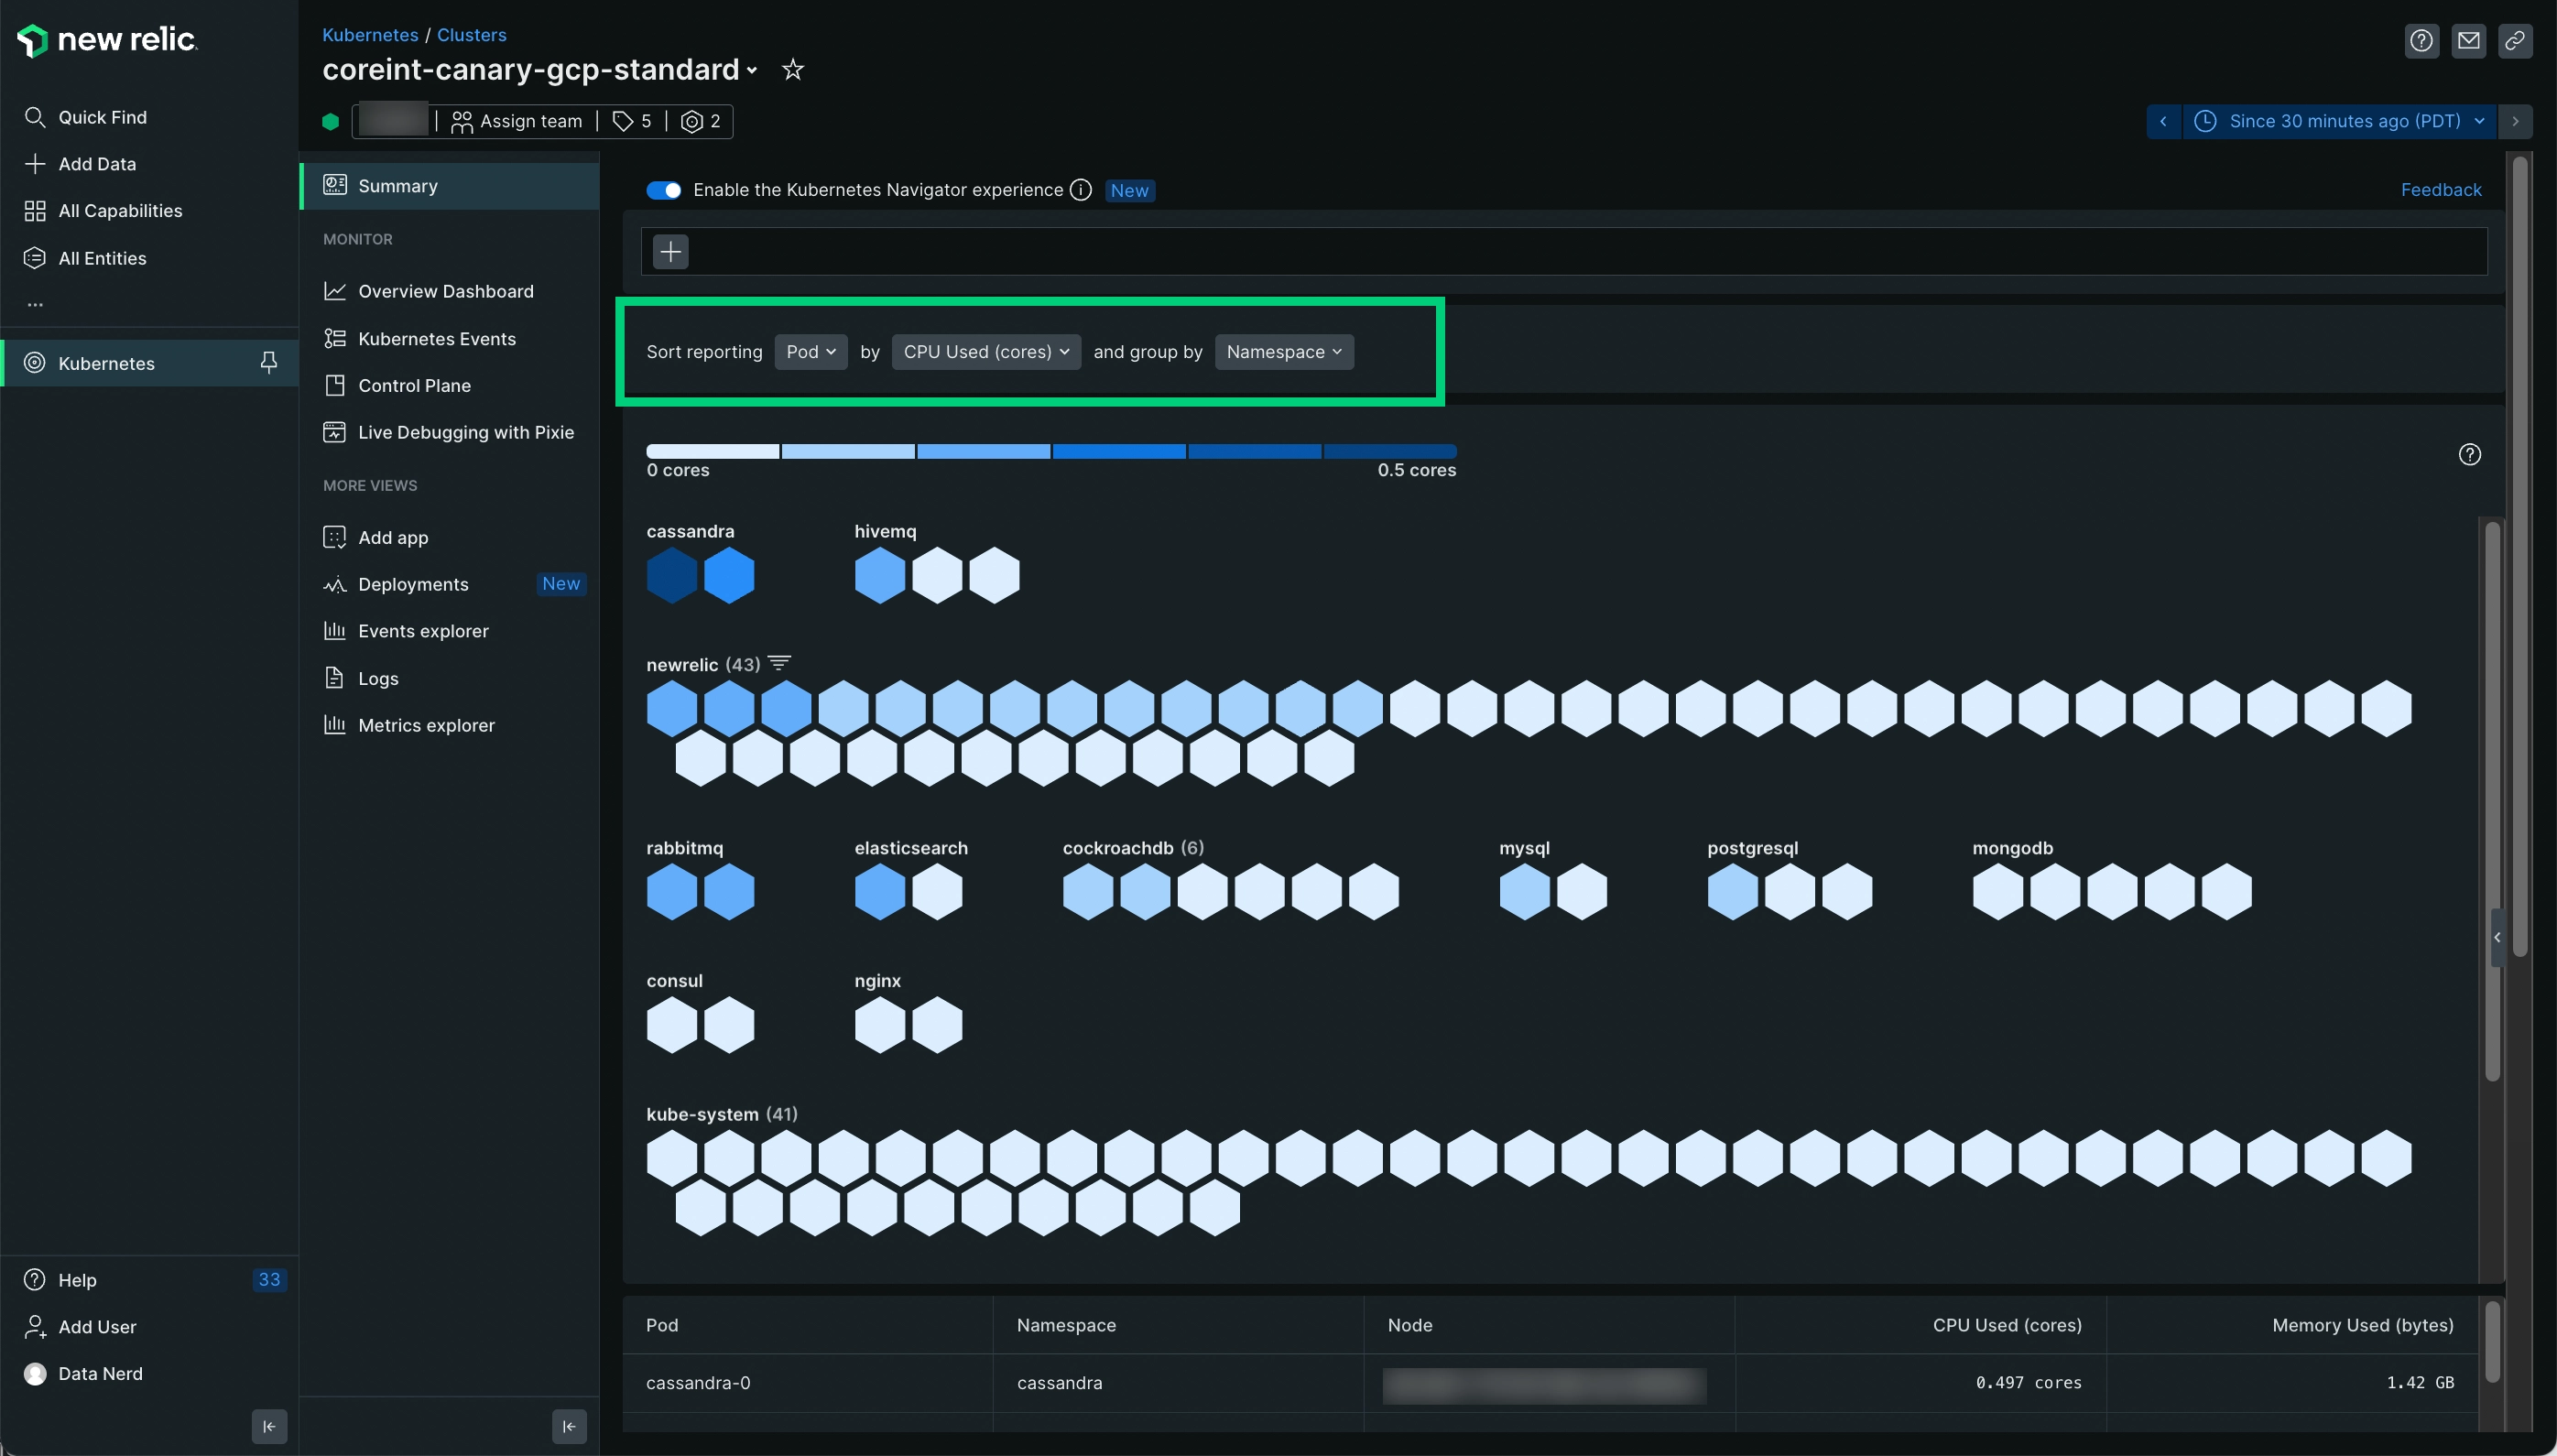 new relic
Quick Find
Add Data
All Capabilities
All Entities
...
Kubernetes
Help 33
Add User
Data Nerd
Kubernetes / Clusters
coreint-canary-gcp-standard
Assign team 5 2
Since 30 minutes ago (PDT)
Summary
MONITOR
Overview Dashboard
Kubernetes Events
Control Plane
Live Debugging with Pixie
MORE VIEWS
Add app
Deployments New
Events explorer
Logs
Metrics explorer
Enable the Kubernetes Navigator experience New
Feedback
Sort reporting Pod by CPU Used (cores) and group by Namespace
0 cores 0.5 cores
cassandra hivemq
newrelic (43)
rabbitmq elasticsearch cockroachdb (6) mysql postgresql mongodb
consul nginx
kube-system (41)
Pod Namespace Node CPU Used (cores) Memory Used (bytes)
cassandra-0 cassandra 0.497 cores 1.42 GB